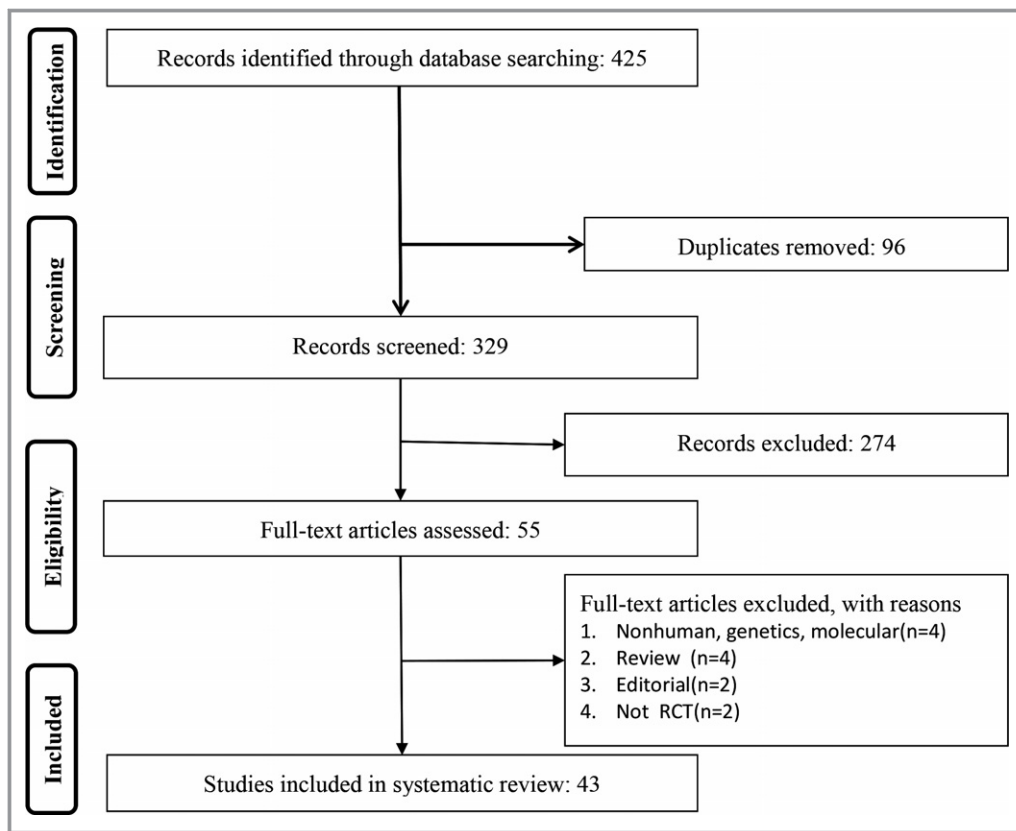 Identification
Records identified through database searching: 425
Duplicates removed: 96
Screening
Records screened: 329
Records excluded: 274
Eligibility
Full-text articles assessed: 55
Full-text articles excluded, with reasons
1. Nonhuman, genetics, molecular(n=4)
2. Review (n=4)
3. Editorial(n=2)
4. Not RCT(n=2)
Included
Studies included in systematic review: 43